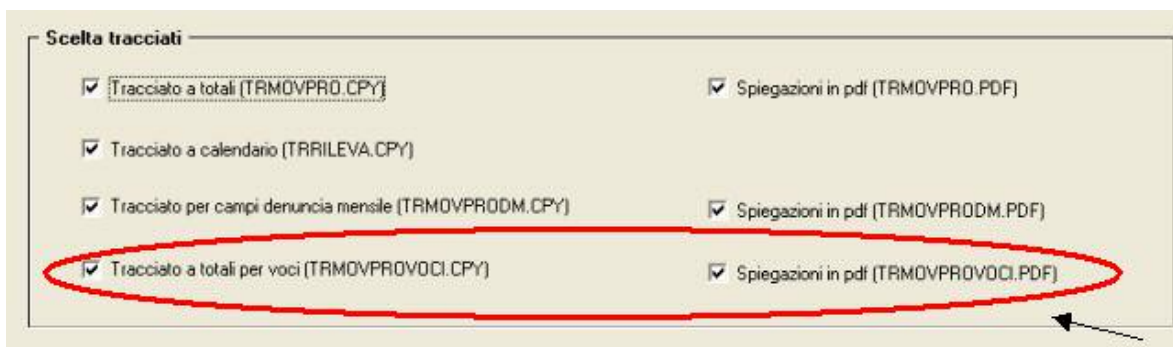 Scelta tracciati
Tracciato a totali (TRMOVPRO.CPY)
Spiegazioni in pdf (TRMOVPRO.PDF)
Tracciato a calendario (TRRILEVA.CPY)
Tracciato per campi denuncia mensile (TRMOVPRODM.CPY)
Spiegazioni in pdf (TRMOVPRODM.PDF)
Tracciato a totali per voci (TRMOVPROVOCI.CPY)
Spiegazioni in pdf (TRMOVPROVOCI.PDF)